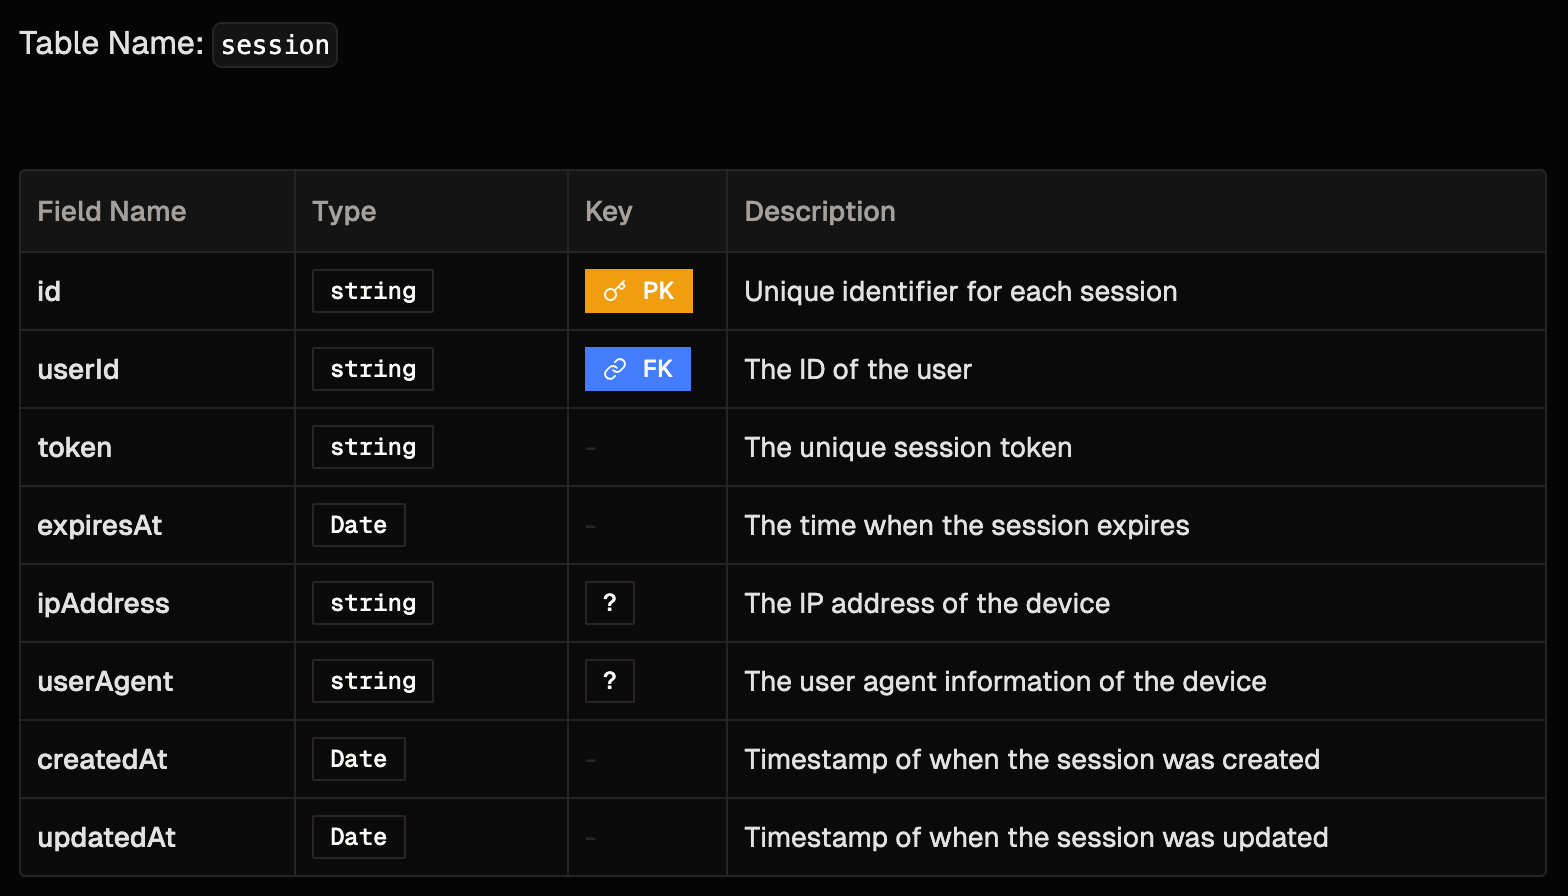 Table Name: session
Field Name Type Key Description
id string PK Unique identifier for each session
userId string FK The ID of the user
token string - The unique session token
expiresAt Date - The time when the session expires
ipAddress string ? The IP address of the device
userAgent string ? The user agent information of the device
createdAt Date - Timestamp of when the session was created
updatedAt Date - Timestamp of when the session was updated